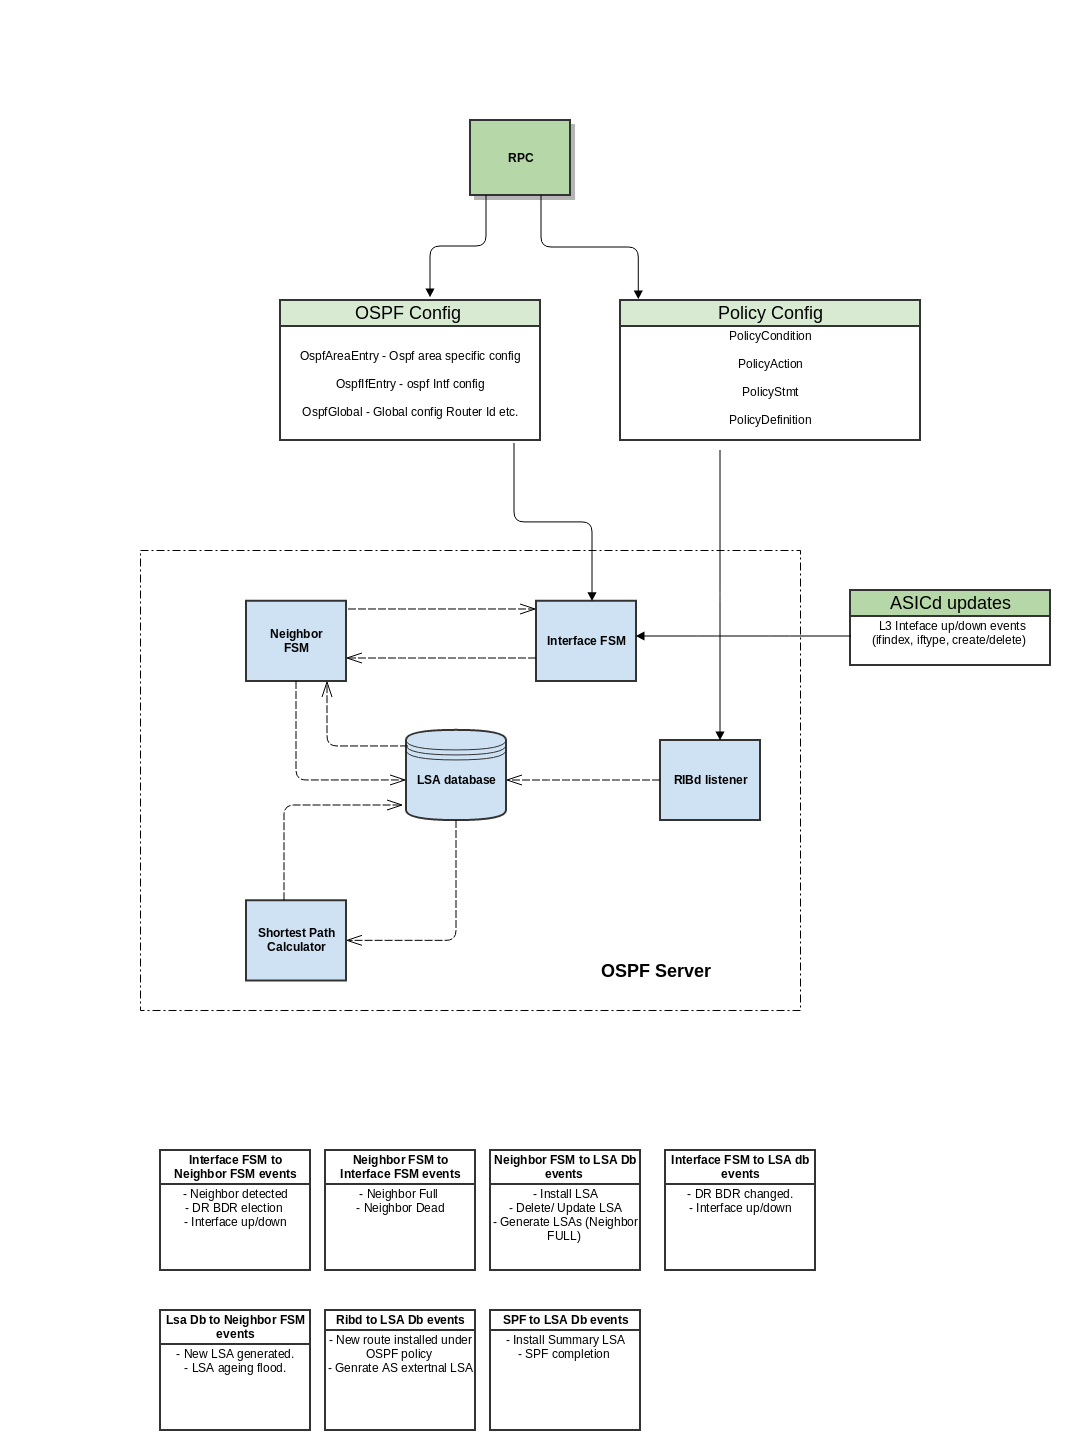 RPC
OSPF Config
OspfAreaEntry - Ospf area specific config
OspfIfEntry - ospf Intf config
OspfGlobal - Global config Router Id etc.
Policy Config
PolicyCondition
PolicyAction
PolicyStmt
PolicyDefinition
ASICd updates
L3 Inteface up/down events
(ifindex, iftype, create/delete)
Neighbor
FSM
Interface FSM
LSA database
RIBd listener
Shortest Path
Calculator
OSPF Server
Interface FSM to
Neighbor FSM events
- Neighbor detected
- DR BDR election
- Interface up/down
Neighbor FSM to
Interface FSM events
- Neighbor Full
- Neighbor Dead
Neighbor FSM to LSA Db
events
- Install LSA
- Delete/ Update LSA
- Generate LSAs (Neighbor
FULL)
Interface FSM to LSA db
events
- DR BDR changed.
- Interface up/down
Lsa Db to Neighbor FSM
events
- New LSA generated.
- LSA ageing flood.
Ribd to LSA Db events
- New route installed under
OSPF policy
- Genrate AS extertnal LSA
SPF to LSA Db events
- Install Summary LSA
- SPF completion